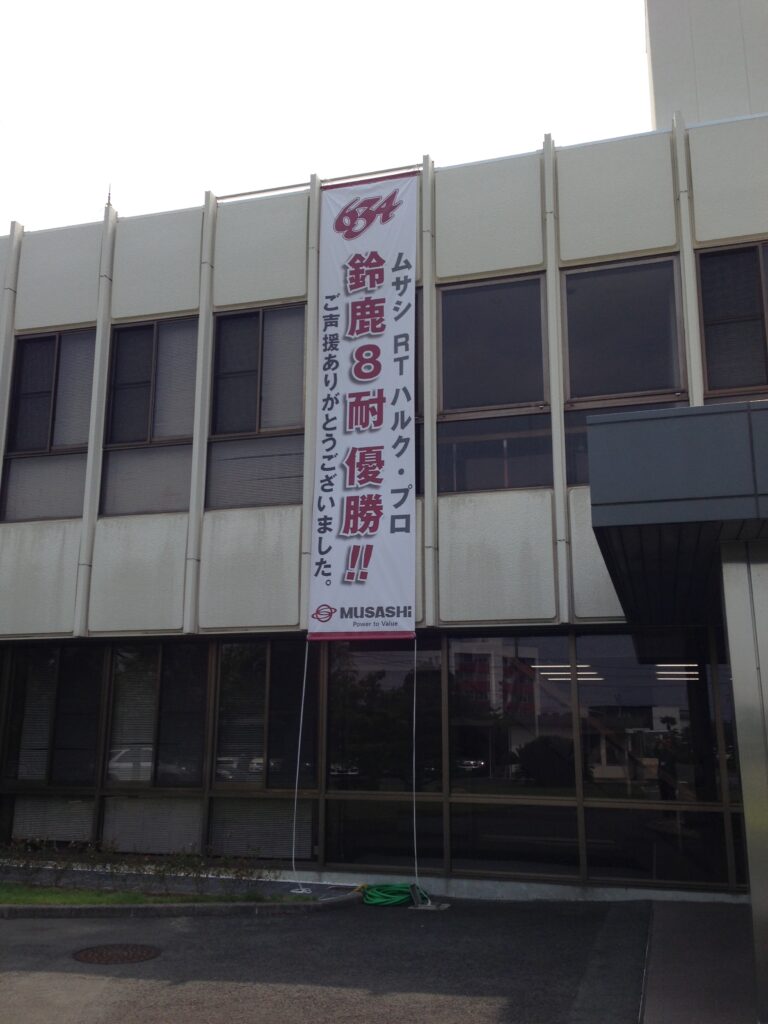 634
ムサシ RT ハルク・プロ
鈴鹿8耐 優勝!!
ご声援ありがとうございました。
MUSASHi
Power to Value